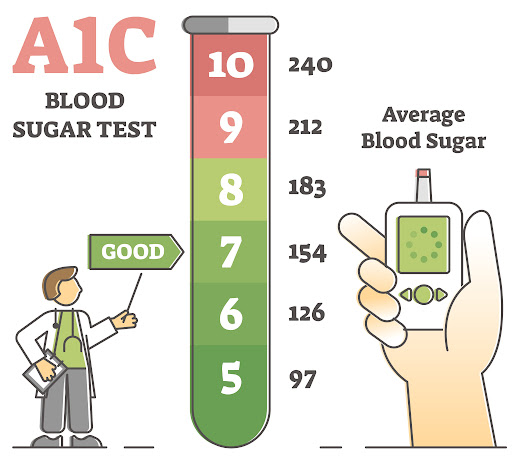 A1C
BLOOD
SUGAR TEST
10 240
9 212
8 183
GOOD 7 154
6 126
5 97
Average
Blood Sugar